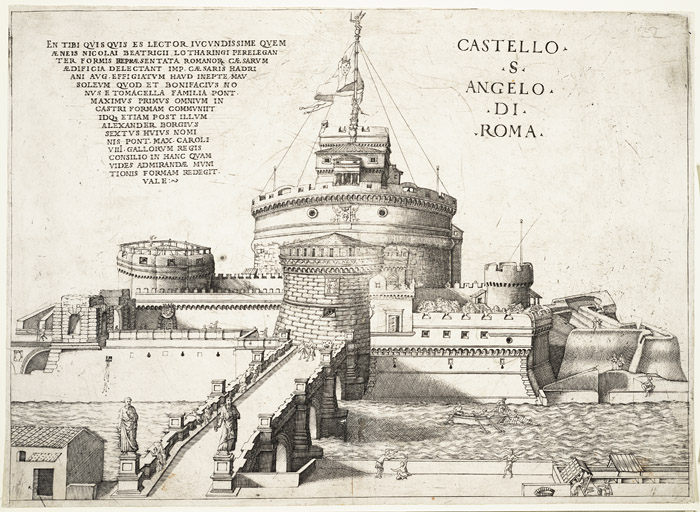 EN TIBI QVISQVIS ES LECTOR IVCVNDISSIME QVEM
ÆNEIS NICOLAI BEATRICII LOTHARINGI PERELEGAN
TER FORMIS REPRÆSENTATA ROMANOR. CÆSARVM
ÆDIFICIA DELECTANT IMP. CÆSARIS HADRI
ANI AVG. EFFIGIATVM HAVD INEPTE MAV
SOLEVM QVOD ET BONIFACIVS NO
NVS E TOMACELLA FAMILIA PONT.
MAXIMVS PRIMVS OMNIVM IN
CASTRI FORMAM COMMVNIIT
IDQ; ETIAM POST ILLVM
ALEXANDER BORGIVS
SEXTVS HVIVS NOMI
NIS PONT. MAX. CAROLI
VIII. GALLORVM REGIS
CONSILIO IN HANC QVAM
VIDES ADMIRANDÆ MVNI
TIONIS FORMAM REDEGIT.
VALE:~
CASTELLO·
·S·
ANGELO·
·DI·
·ROMA·